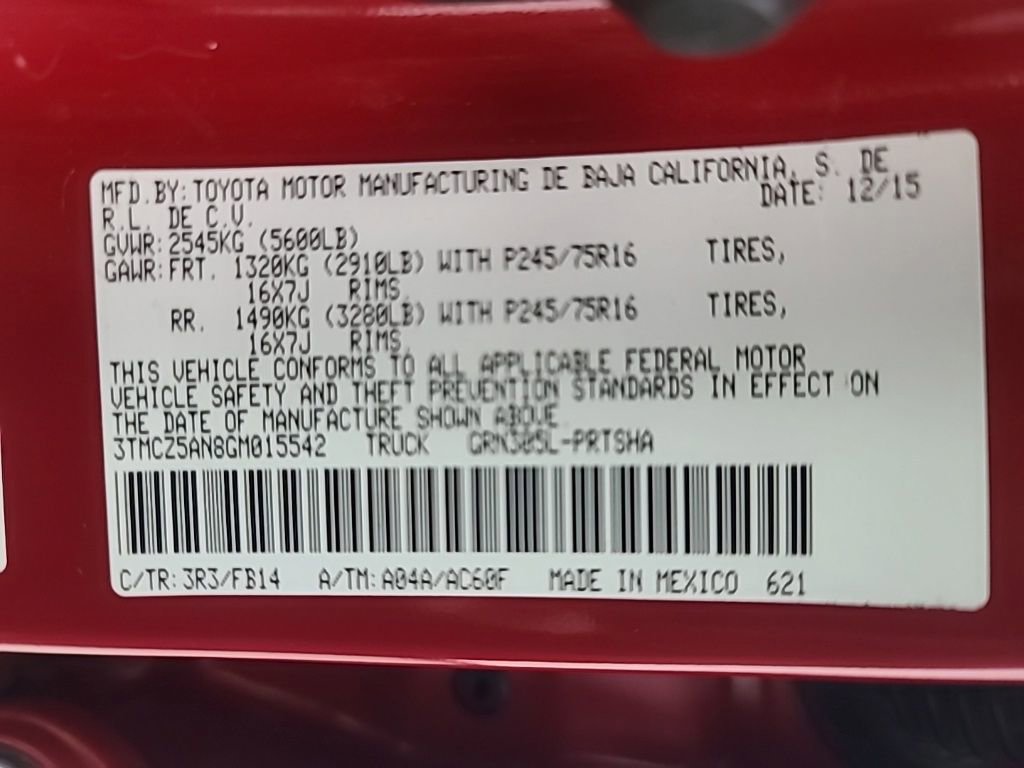 MFD.BY:TOYOTA MOTOR MANUFACTURING DE BAJA CALIFORNIA, S. DE
R.L. DE C.V. DATE: 12/15
GVWR:2545KG (5600LB)
GAWR:FRT. 1320KG (2910LB) WITH P245/75R16 TIRES,
16X7J RIMS,
RR. 1490KG (3280LB) WITH P245/75R16 TIRES,
16X7J RIMS,
THIS VEHICLE CONFORMS TO ALL APPLICABLE FEDERAL MOTOR
VEHICLE SAFETY AND THEFT PREVENTION STANDARDS IN EFFECT ON
THE DATE OF MANUFACTURE SHOWN ABOVE
3TMCZ5AN8GM015542 TRUCK GRN305L-PRTSHA
C/TR:3R3/FB14 A/TM:A04A/AC60F MADE IN MEXICO 621